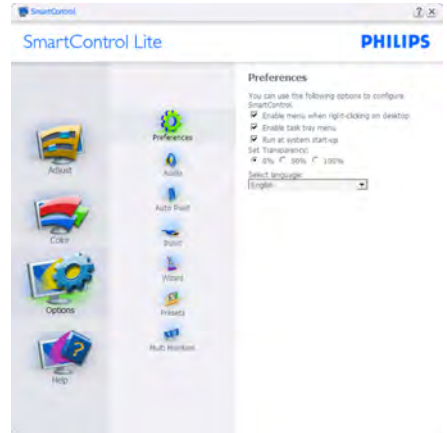 SmartControl
SmartControl Lite
PHILIPS
Adjust
Color
Options
Help
Preferences
Audio
Auto Pivot
Input
Wizard
Presets
Multi Monitors
Preferences
You can use the following options to configure
SmartControl.
Enable menu when right-clicking on desktop
Enable task tray menu
Run at system start-up
Set Transparency:
0% 50% 100%
Select language:
English